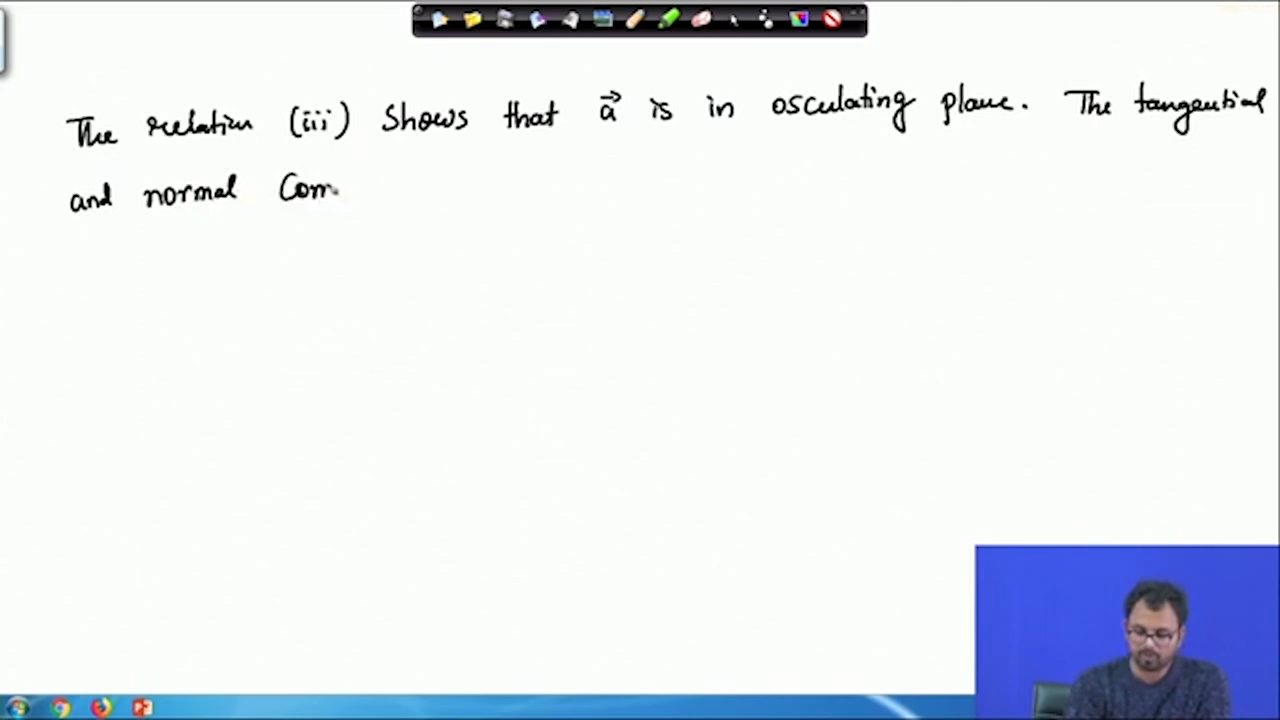 The relation (iii) shows that a⃗ is in osculating plane. The tangential
and normal Com